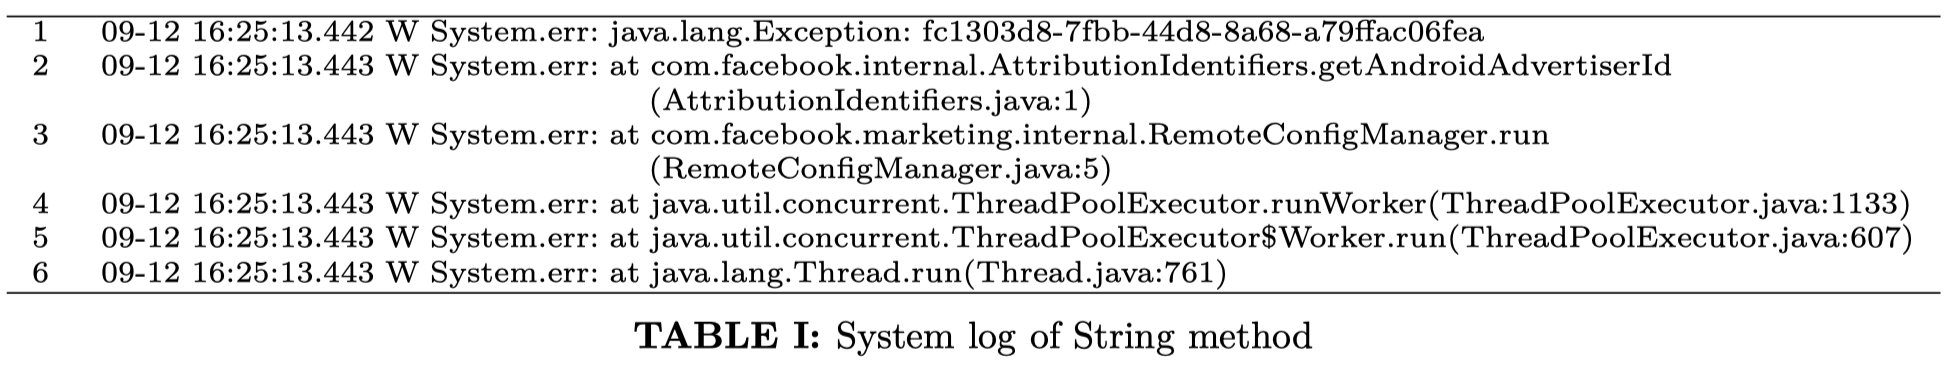 1 09-12 16:25:13.442 W System.err: java.lang.Exception: fc1303d8-7fbb-44d8-8a68-a79ffac06fea
2 09-12 16:25:13.443 W System.err: at com.facebook.internal.AttributionIdentifiers.getAndroidAdvertiserId
(AttributionIdentifiers.java:1)
3 09-12 16:25:13.443 W System.err: at com.facebook.marketing.internal.RemoteConfigManager.run
(RemoteConfigManager.java:5)
4 09-12 16:25:13.443 W System.err: at java.util.concurrent.ThreadPoolExecutor.runWorker(ThreadPoolExecutor.java:1133)
5 09-12 16:25:13.443 W System.err: at java.util.concurrent.ThreadPoolExecutor$Worker.run(ThreadPoolExecutor.java:607)
6 09-12 16:25:13.443 W System.err: at java.lang.Thread.run(Thread.java:761)
TABLE I: System log of String method